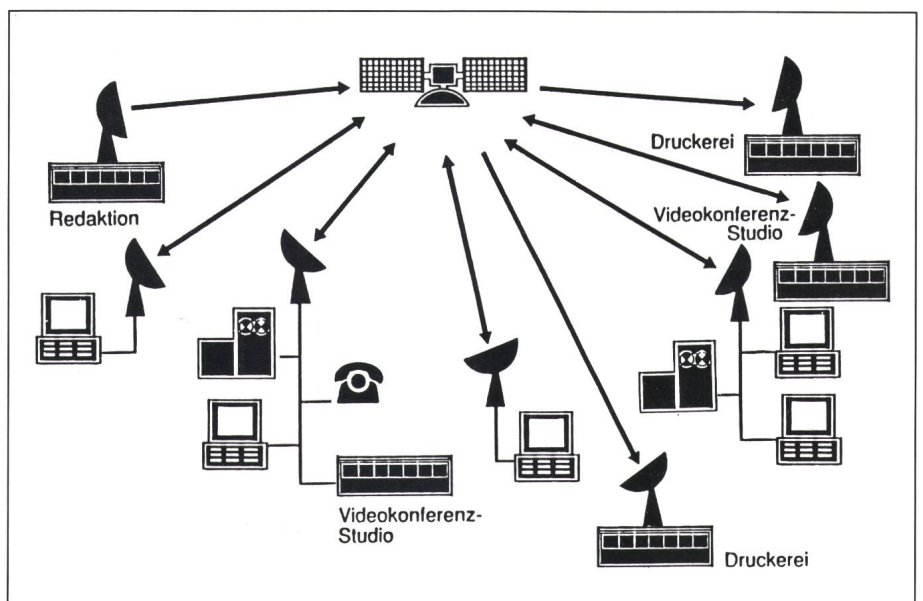 Druckerei
Redaktion
Videokonferenz-
Studio
Videokonferenz-
Studio
Druckerei